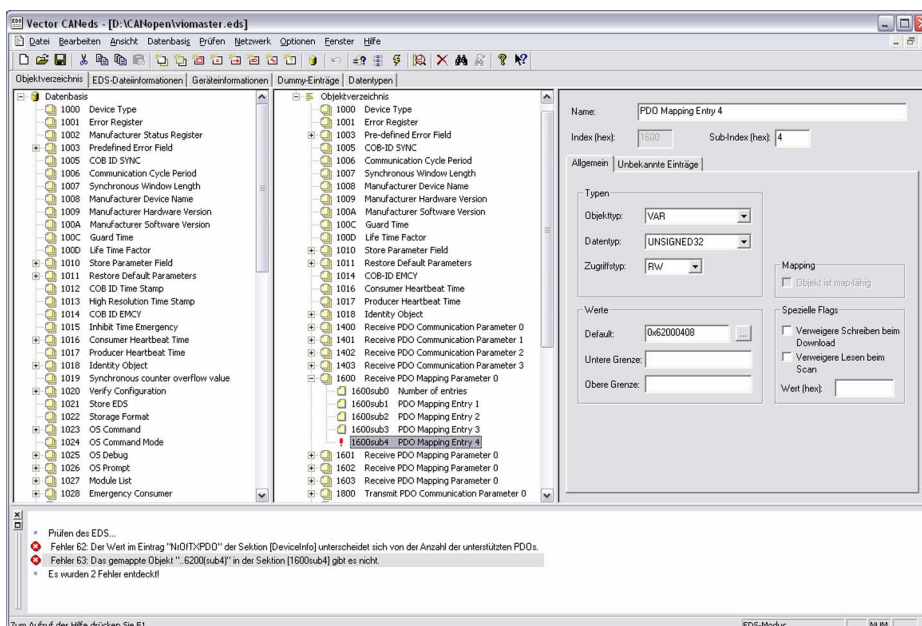 Vector CANeds - [D:\CANopen\viomaster.eds]
Datei Bearbeiten Ansicht Datenbasis Prüfen Netzwerk Optionen Fenster Hilfe
Objektverzeichnis EDS-Dateiinformationen Geräteinformationen Dummy-Einträge Datentypen
Datenbasis
1000 Device Type
1001 Error Register
1002 Manufacturer Status Register
1003 Predefined Error Field
1005 COB ID SYNC
1006 Communication Cycle Period
1007 Synchronous Window Length
1008 Manufacturer Device Name
1009 Manufacturer Hardware Version
100A Manufacturer Software Version
100C Guard Time
100D Life Time Factor
1010 Store Parameter Field
1011 Restore Default Parameters
1012 COB ID Time Stamp
1013 High Resolution Time Stamp
1014 COB ID EMCY
1015 Inhibit Time Emergency
1016 Consumer Heartbeat Time
1017 Producer Heartbeat Time
1018 Identity Object
1019 Synchronous counter overflow value
1020 Verify Configuration
1021 Store EDS
1022 Storage Format
1023 OS Command
1024 OS Command Mode
1025 OS Debug
1026 OS Prompt
1027 Module List
1028 Emergency Consumer
Objektverzeichnis
1000 Device Type
1001 Error Register
1003 Pre-defined Error Field
1005 COB-ID SYNC
1006 Communication Cycle Period
1007 Synchronous Window Length
1008 Manufacturer Device Name
1009 Manufacturer Hardware Version
100A Manufacturer Software Version
100C Guard Time
100D Life Time Factor
1010 Store Parameter Field
1011 Restore Default Parameters
1014 COB-ID EMCY
1016 Consumer Heartbeat Time
1017 Producer Heartbeat Time
1018 Identity Object
1400 Receive PDO Communication Parameter 0
1401 Receive PDO Communication Parameter 1
1402 Receive PDO Communication Parameter 2
1403 Receive PDO Communication Parameter 3
1600 Receive PDO Mapping Parameter 0
1600sub0 Number of entries
1600sub1 PDO Mapping Entry 1
1600sub2 PDO Mapping Entry 2
1600sub3 PDO Mapping Entry 3
1600sub4 PDO Mapping Entry 4
1601 Receive PDO Mapping Parameter 0
1602 Receive PDO Mapping Parameter 0
1603 Receive PDO Mapping Parameter 0
1800 Transmit PDO Communication Parameter 0
Name: PDO Mapping Entry 4
Index (hex): 1600 Sub-Index (hex): 4
Allgemein Unbekannte Einträge
Typen
Objekttyp: VAR
Datentyp: UNSIGNED32
Zugriffstyp: RW
Mapping
Objekt ist map-fähig
Werte
Default: 0x62000408 ...
Untere Grenze:
Obere Grenze:
Spezielle Flags
Verweigere Schreiben beim
Download
Verweigere Lesen beim
Scan
Wert (hex):
Prüfen des EDS...
Fehler 62: Der Wert im Eintrag "NrOfTXPDO" der Sektion [DeviceInfo] unterscheidet sich von der Anzahl der unterstützten PDOs.
Fehler 63: Das gemappte Objekt "..6200(sub4)" in der Sektion [1600sub4] gibt es nicht.
Es wurden 2 Fehler entdeckt!
Zum Aufruf der Hilfe drücken Sie F1 EDS-Modus NUM